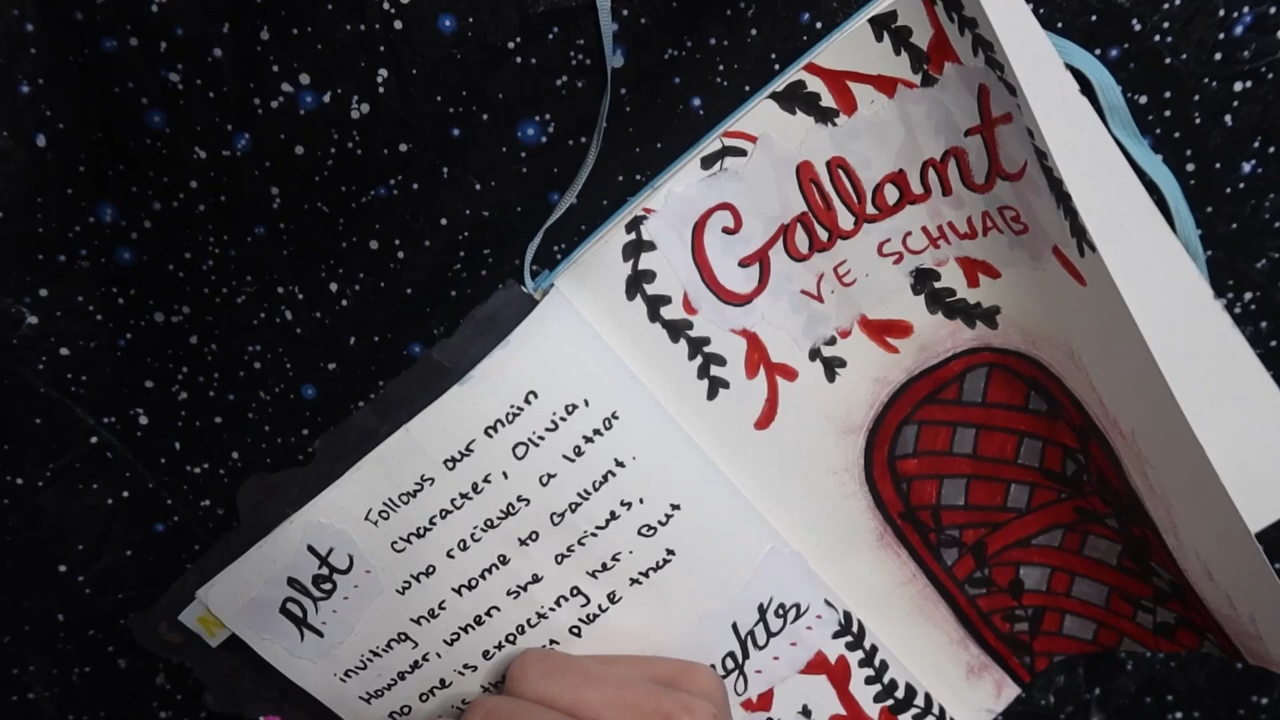 Gallant
V.E. SCHWAB
Plot
Follows our main
character, Olivia,
who recieves a letter
inviting her home to Gallant.
However, when she arrives,
no one is expecting her. But
is place that
N